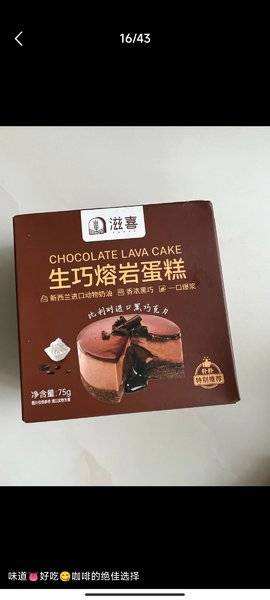 16/43
滋喜
CHOCOLATE LAVA CAKE
生巧熔岩蛋糕
新西兰进口动物奶油 香浓黑巧 一口爆浆
比利时进口黑巧克力
净含量:75g
特别推荐
味道👅好吃😋咖啡的绝佳选择